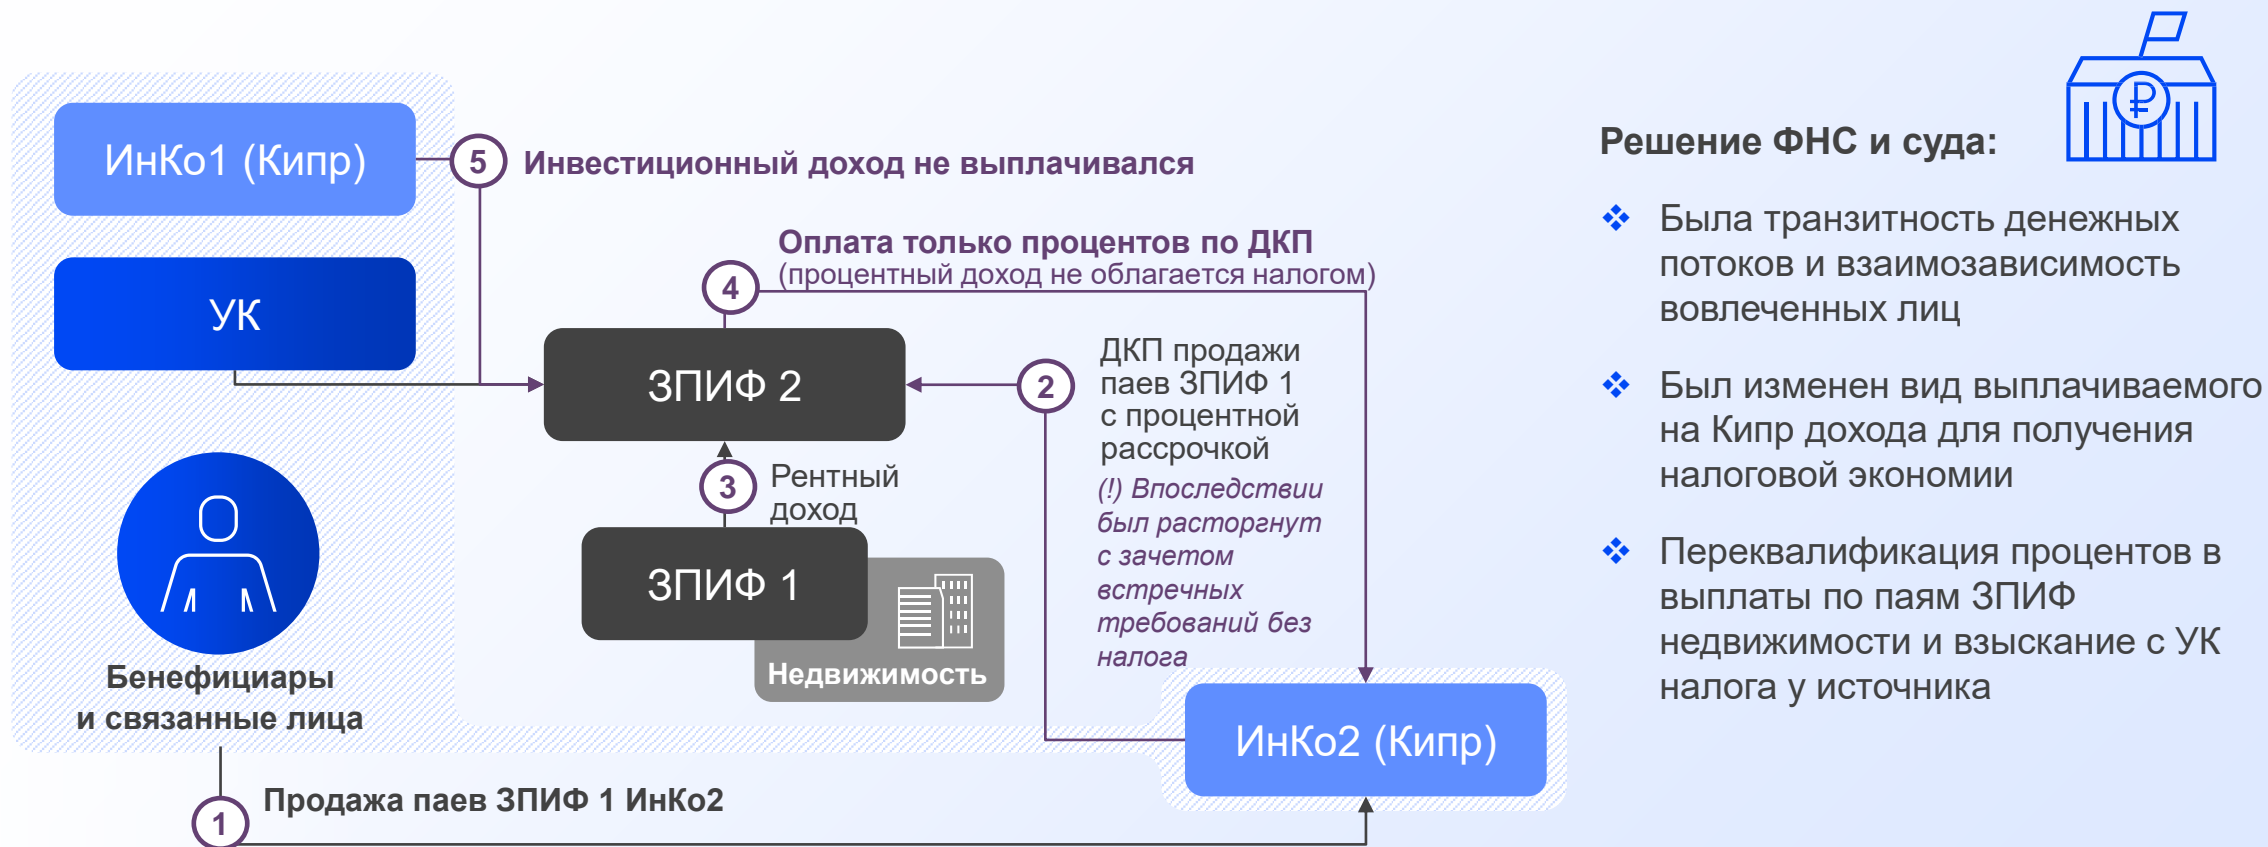 ИнКо1 (Кипр)
5
Инвестиционный доход не выплачивался
УК
Оплата только процентов по ДКП
(процентный доход не облагается налогом)
4
ЗПИФ 2
2
ДКП продажи
паев ЗПИФ 1
с процентной
рассрочкой
(!) Впоследствии
был расторгнут
с зачетом
встречных
требований без
налога
3
Рентный
доход
ЗПИФ 1
Недвижимость
Бенефициары
и связанные лица
ИнКо2 (Кипр)
1
Продажа паев ЗПИФ 1 ИнКо2
Решение ФНС и суда:
₽
Была транзитность денежных
потоков и взаимозависимость
вовлеченных лиц
Был изменен вид выплачиваемого
на Кипр дохода для получения
налоговой экономии
Переквалификация процентов в
выплаты по паям ЗПИФ
недвижимости и взыскание с УК
налога у источника